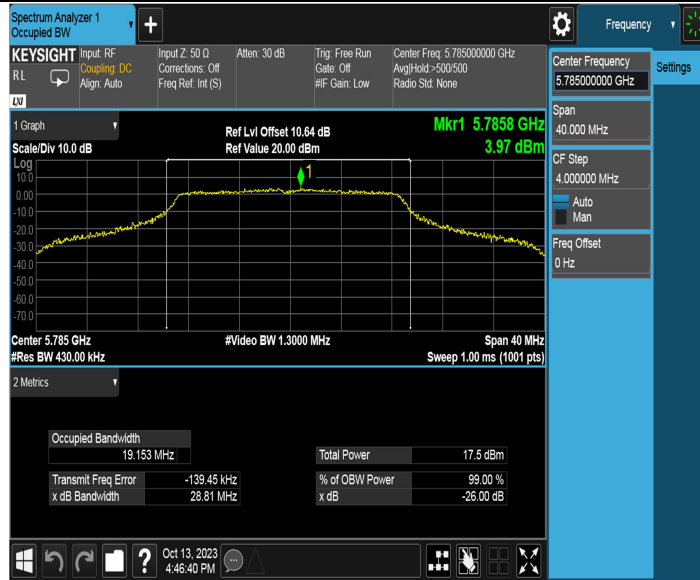 Spectrum Analyzer 1
Occupied BW
Frequency
KEYSIGHT
RL
LXI
Input: RF
Coupling: DC
Align: Auto
Input Z: 50 Ω
Corrections: Off
Freq Ref: Int (S)
Atten: 30 dB
Trig: Free Run
Gate: Off
#IF Gain: Low
Center Freq: 5.785000000 GHz
Avg|Hold:>500/500
Radio Std: None
Center Frequency
5.785000000 GHz
Settings
Span
40.000 MHz
CF Step
4.000000 MHz
Auto
Man
Freq Offset
0 Hz
1 Graph
Scale/Div 10.0 dB
Ref Lvl Offset 10.64 dB
Ref Value 20.00 dBm
Mkr1 5.7858 GHz
3.97 dBm
Log
10.0
0.00
-10.0
-20.0
-30.0
-40.0
-50.0
-60.0
-70.0
1
Center 5.785 GHz
#Video BW 1.3000 MHz
Span 40 MHz
#Res BW 430.00 kHz
Sweep 1.00 ms (1001 pts)
2 Metrics
Occupied Bandwidth
19.153 MHz
Total Power 17.5 dBm
Transmit Freq Error -139.45 kHz
% of OBW Power 99.00 %
x dB Bandwidth 28.81 MHz
x dB -26.00 dB
?
Oct 13, 2023
4:46:40 PM